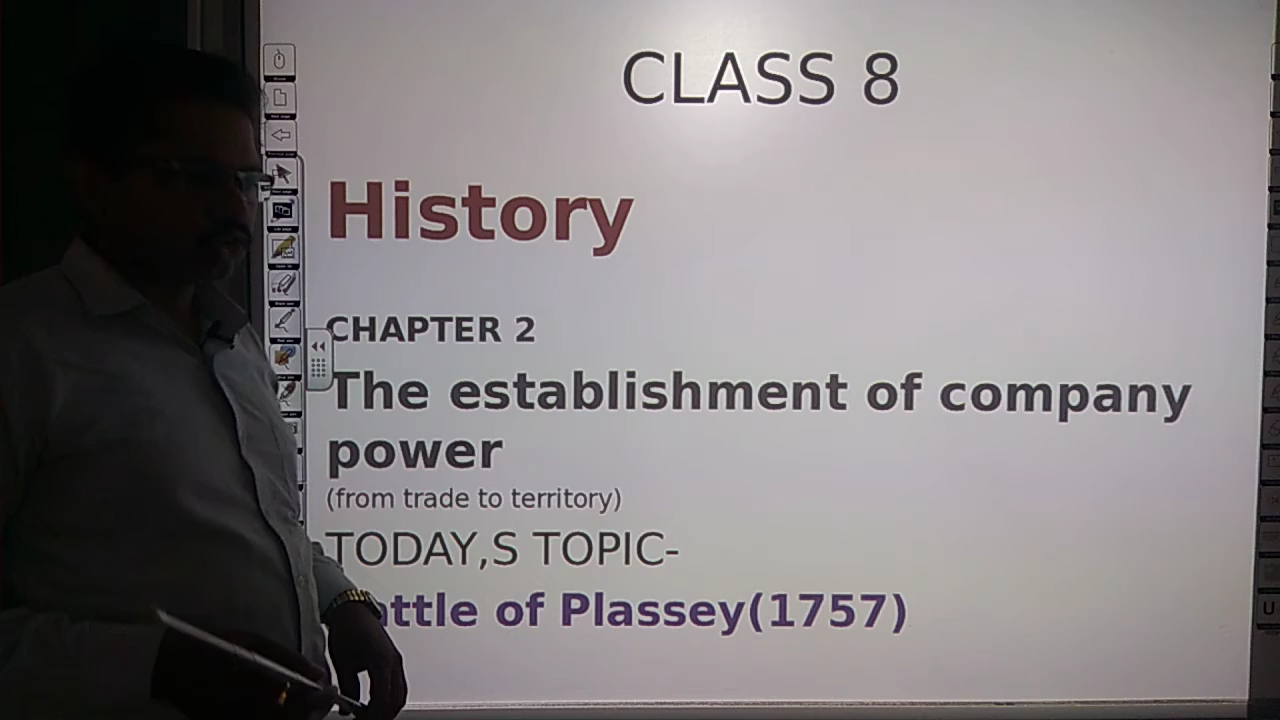 CLASS 8
History
CHAPTER 2
The establishment of company
power
(from trade to territory)
TODAY,S TOPIC-
attle of Plassey(1757)